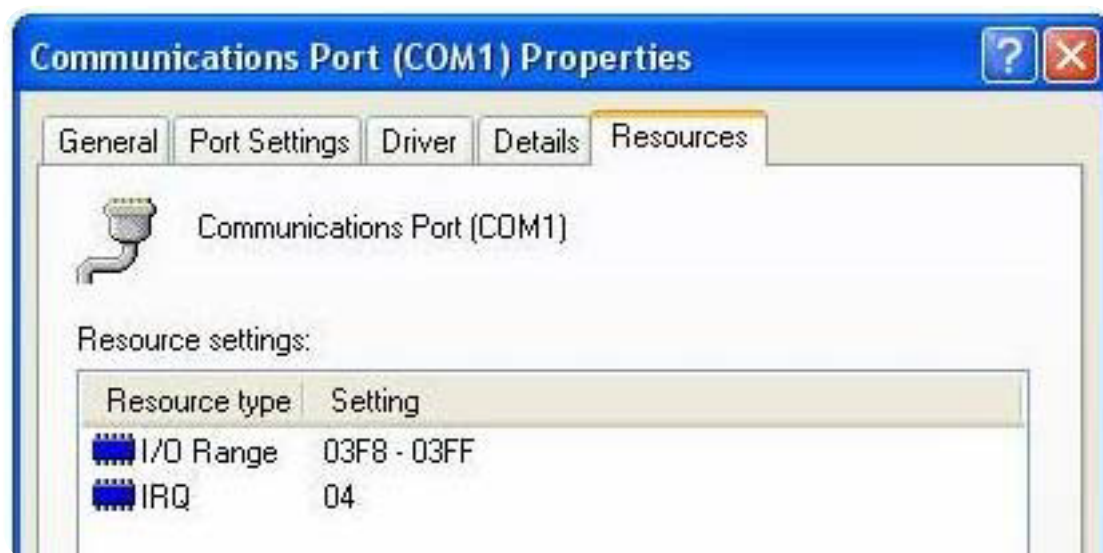 Communications Port (COM1) Properties
?
General Port Settings Driver Details Resources
Communications Port (COM1)
Resource settings:
Resource type Setting
I/O Range 03F8 - 03FF
IRQ 04